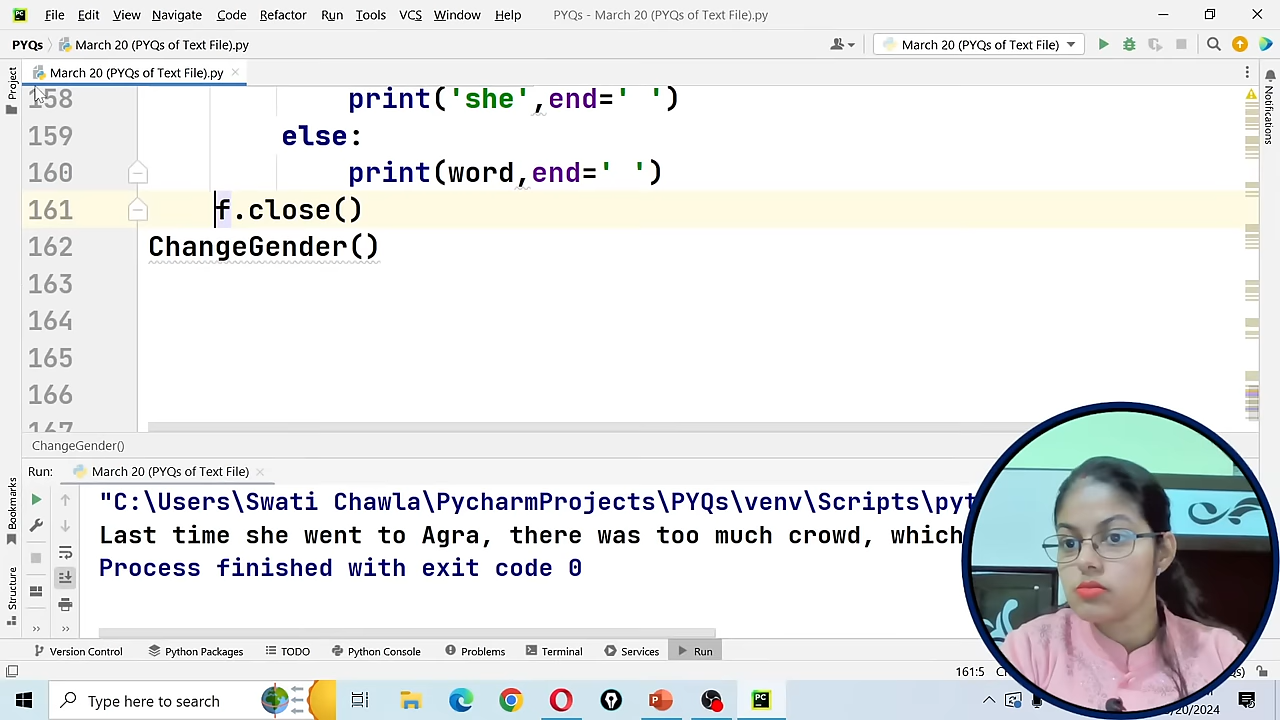 File Edit View Navigate Code Refactor Run Tools VCS Window Help PYQs - March 20 (PYQs of Text File).py
PYQs March 20 (PYQs of Text File).py March 20 (PYQs of Text File)
Project
March 20 (PYQs of Text File).py
Notifications
158 print('she',end=' ')
159 else:
160 print(word,end=' ')
161 f.close()
162 ChangeGender()
163
164
165
166
167
ChangeGender()
Run: March 20 (PYQs of Text File)
Bookmarks
Structure
"C:\Users\Swati Chawla\PycharmProjects\PYQs\venv\Scripts\pyt
Last time she went to Agra, there was too much crowd, which
Process finished with exit code 0
Version Control Python Packages TODO Python Console Problems Terminal Services Run
161:5
Type here to search